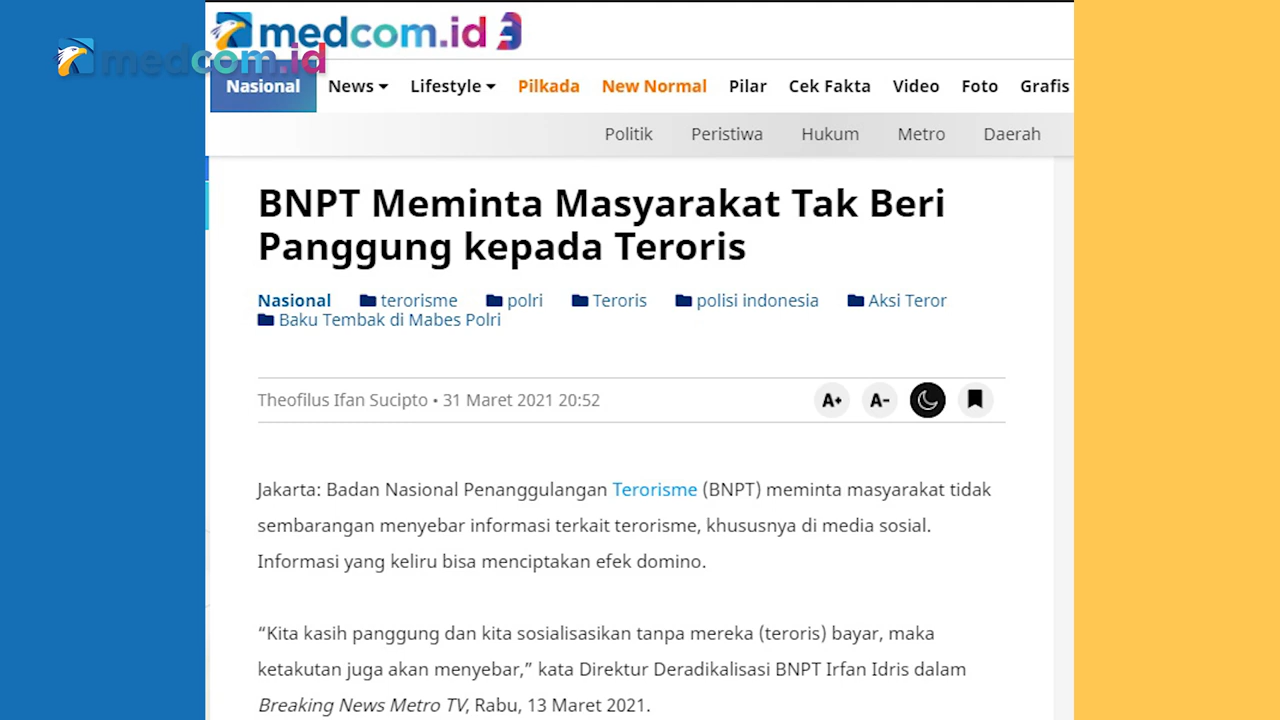 medcom.id 3
medcom.id
Nasional News Lifestyle Pilkada New Normal Pilar Cek Fakta Video Foto Grafis
Politik Peristiwa Hukum Metro Daerah
BNPT Meminta Masyarakat Tak Beri
Panggung kepada Teroris
Nasional terorisme polri Teroris polisi indonesia Aksi Teror
Baku Tembak di Mabes Polri
Theofilus Ifan Sucipto • 31 Maret 2021 20:52 A+ A-
Jakarta: Badan Nasional Penanggulangan Terorisme (BNPT) meminta masyarakat tidak
sembarangan menyebar informasi terkait terorisme, khususnya di media sosial.
Informasi yang keliru bisa menciptakan efek domino.
“Kita kasih panggung dan kita sosialisasikan tanpa mereka (teroris) bayar, maka
ketakutan juga akan menyebar,” kata Direktur Deradikalisasi BNPT Irfan Idris dalam
Breaking News Metro TV, Rabu, 13 Maret 2021.